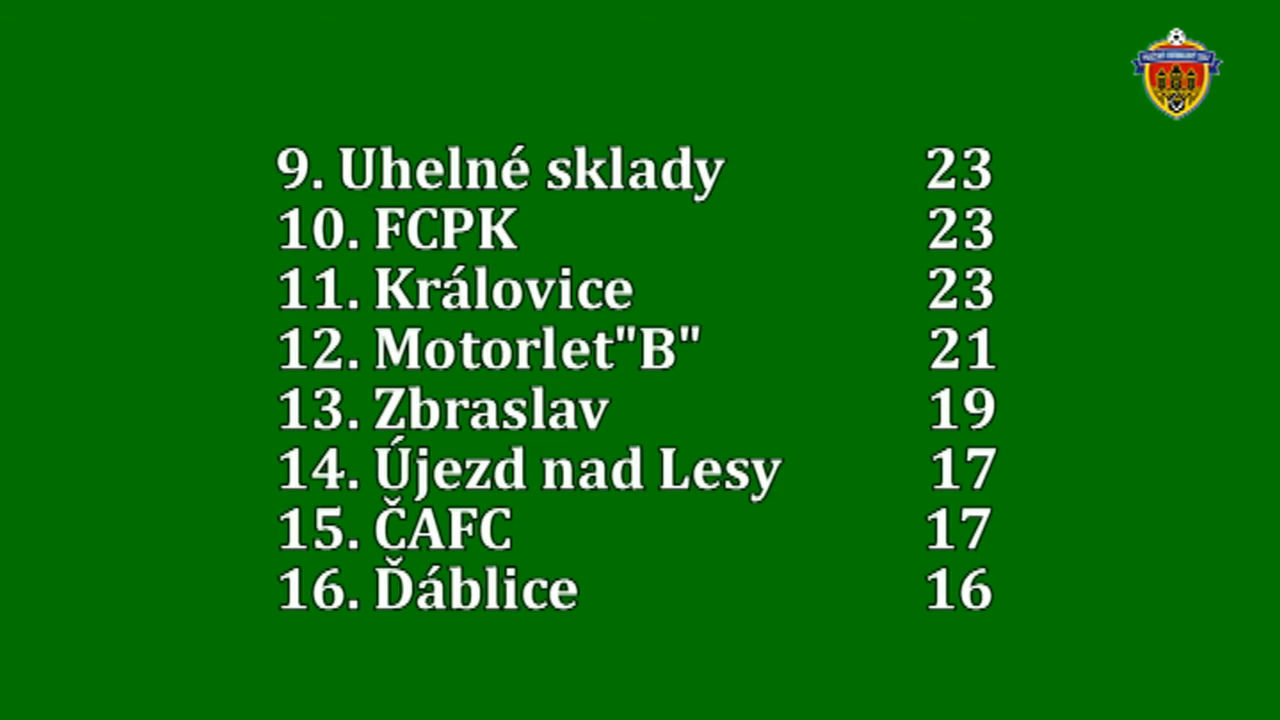 9. Uhelné sklady 23
10. FCPK 23
11. Královice 23
12. Motorlet"B" 21
13. Zbraslav 19
14. Újezd nad Lesy 17
15. ČAFC 17
16. Ďáblice 16